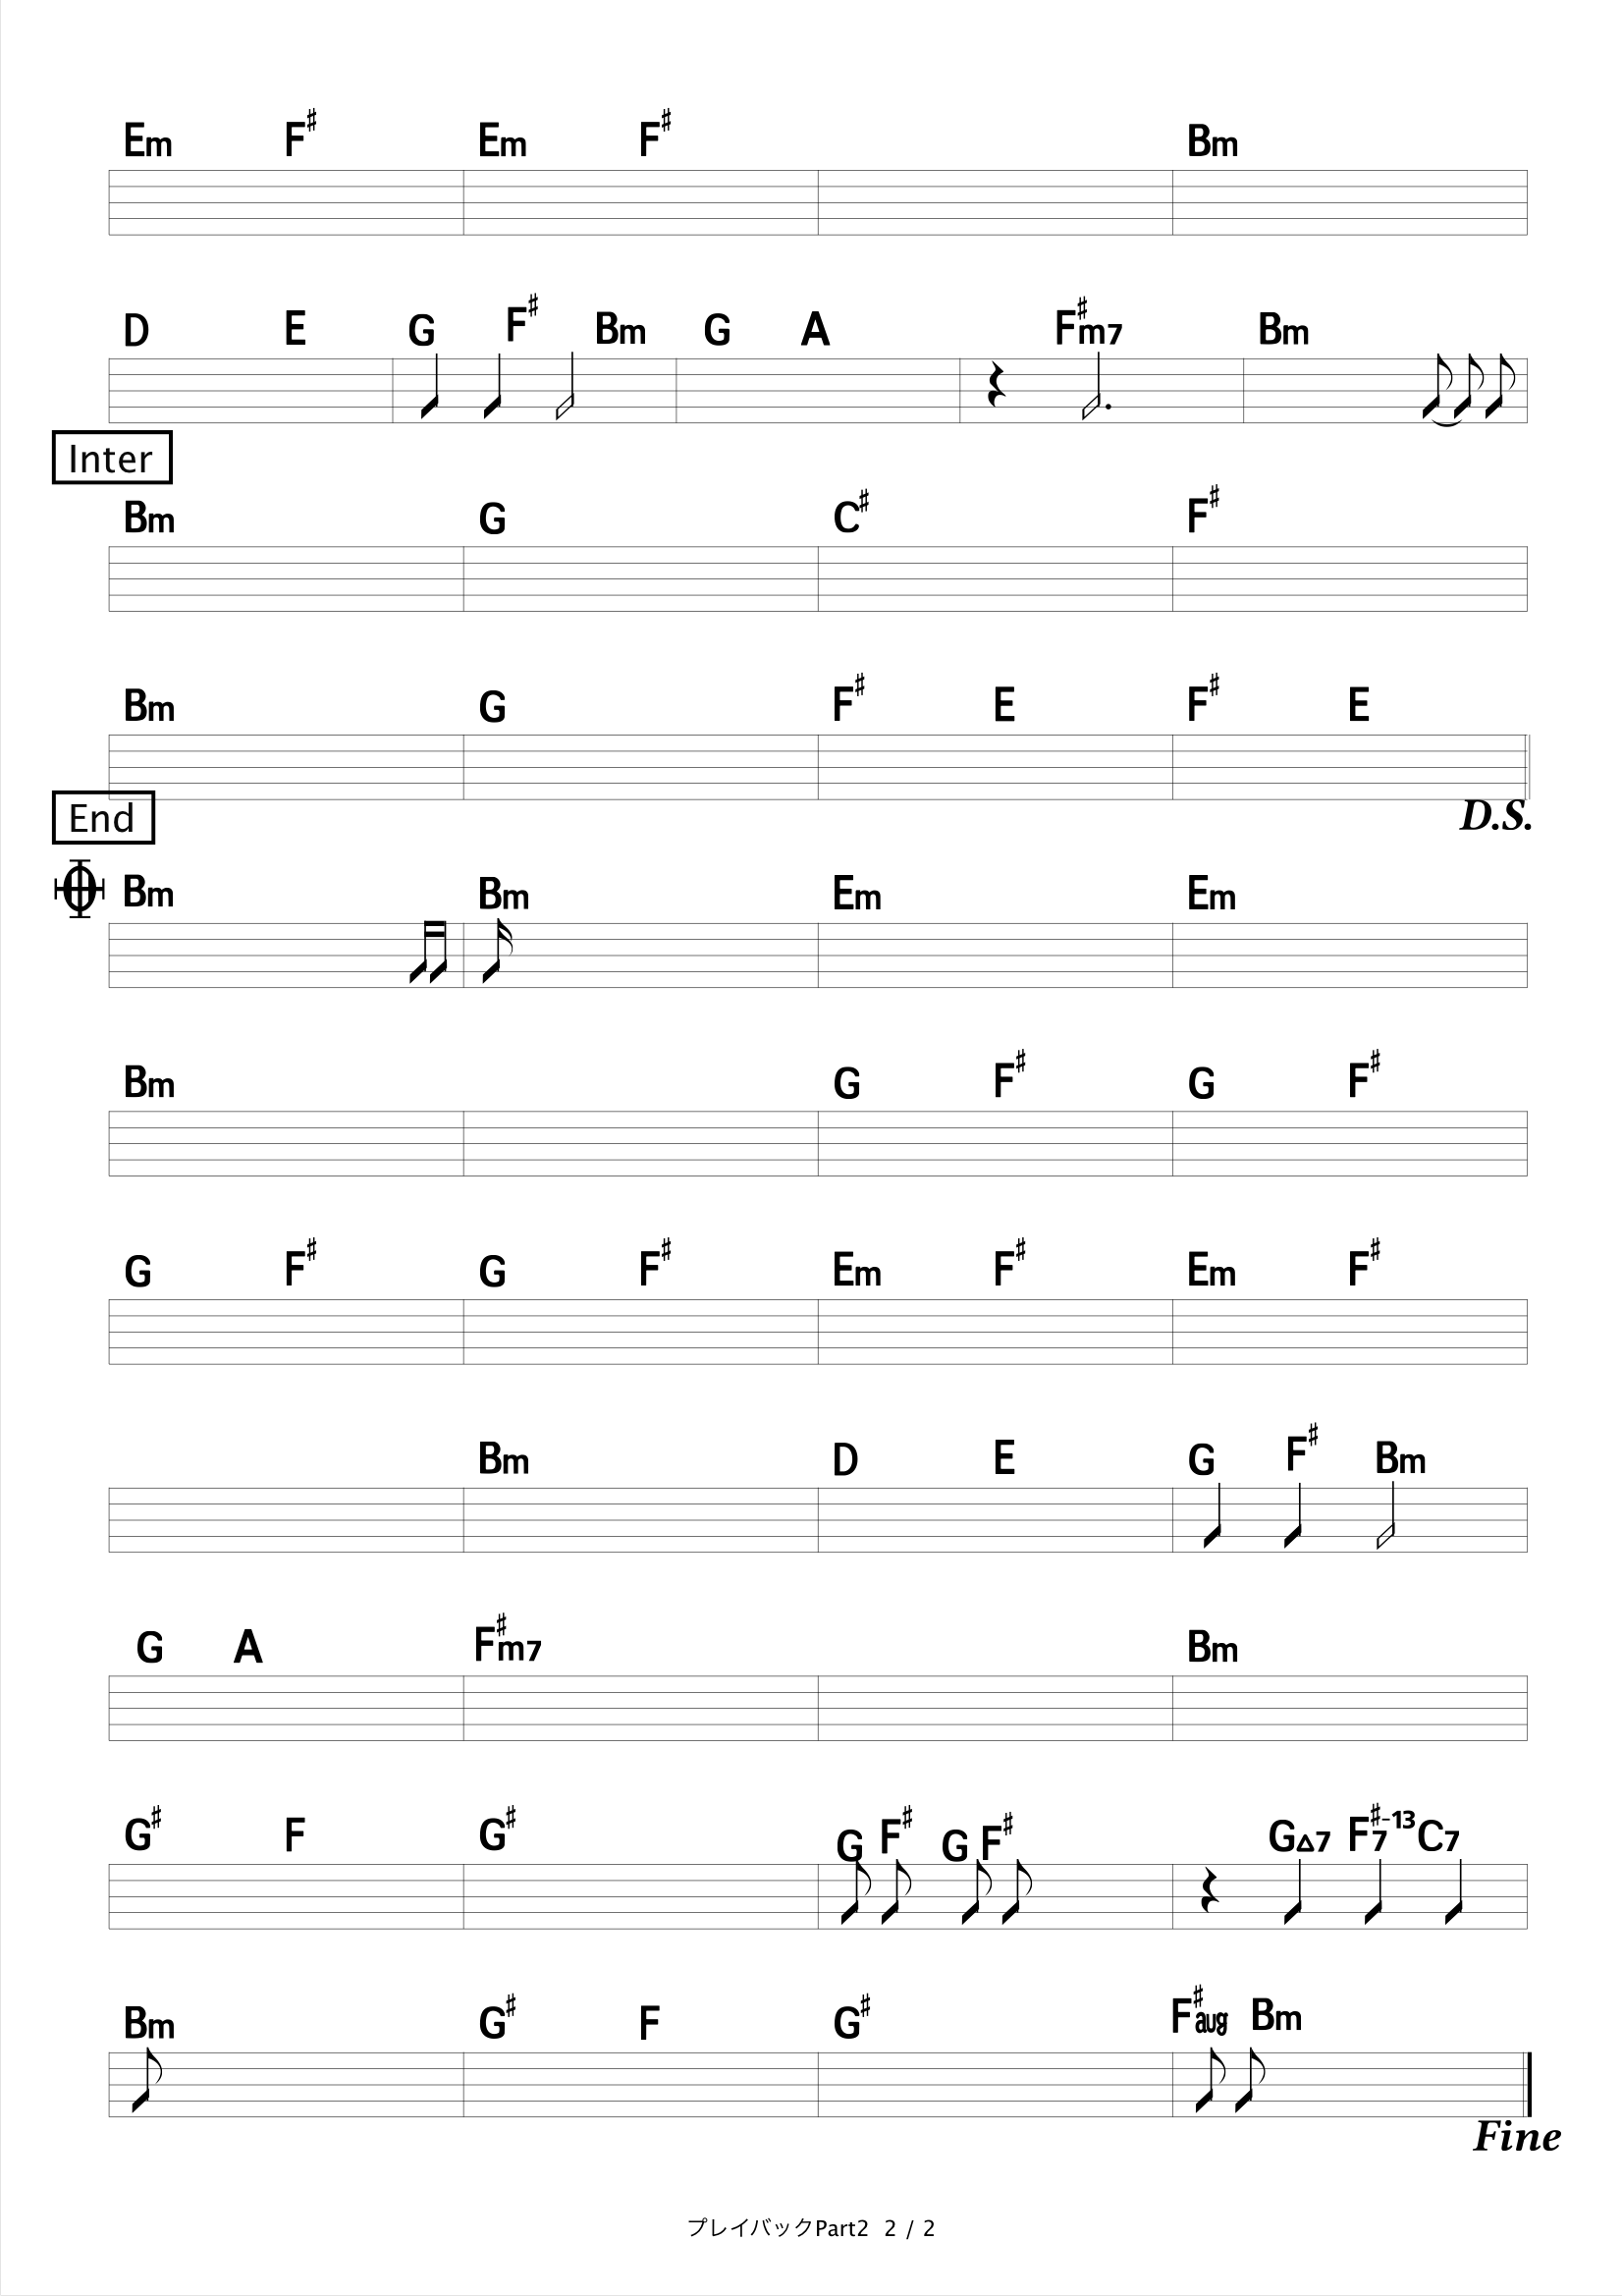 Em F♯ Em F♯ Bm
D E G F♯ Bm G A F♯m7 Bm
Inter
Bm G C♯ F♯
Bm G F♯ E F♯ E
D.S.
End
Bm Bm Em Em
Bm G F♯ G F♯
G F♯ G F♯ Em F♯ Em F♯
Bm D E G F♯ Bm
G A F♯m7 Bm
G♯ F G♯ G F♯ G F♯ G△7 F♯7-13 C7
Bm G♯ F G♯ F♯aug Bm
Fine
プレイバックPart2 2 / 2